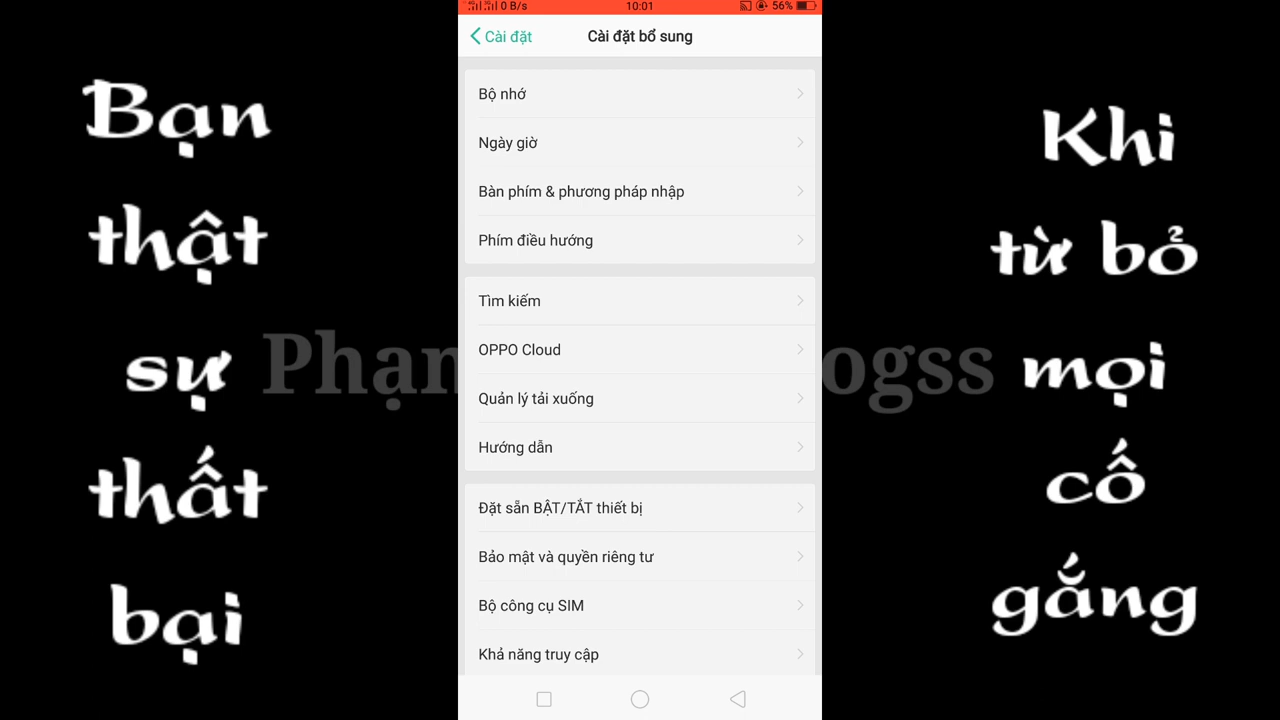 Bạn
thật
sự
thất
bại
0 B/s
10:01
56%
Cài đặt
Cài đặt bổ sung
Bộ nhớ
Ngày giờ
Bàn phím & phương pháp nhập
Phím điều hướng
Tìm kiếm
OPPO Cloud
Quản lý tải xuống
Hướng dẫn
Đặt sẵn BẬT/TẮT thiết bị
Bảo mật và quyền riêng tư
Bộ công cụ SIM
Khả năng truy cập
Khi
từ bỏ
mọi
cố
gắng